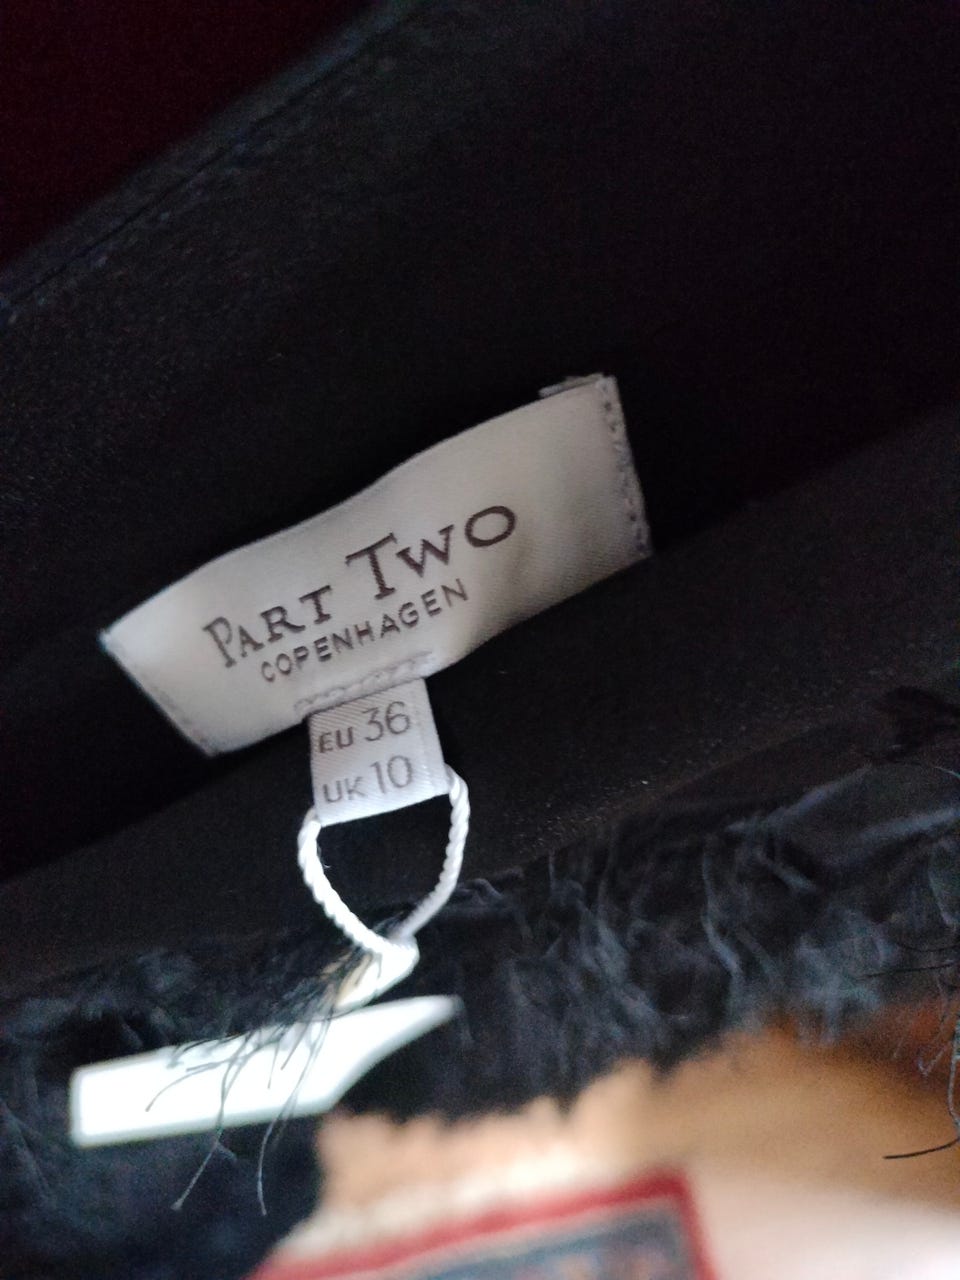 PART TWO
COPENHAGEN
EU 36
UK 10